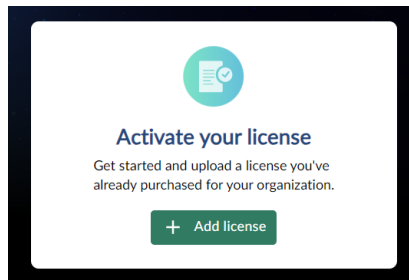 Activate your license
Get started and upload a license you've
already purchased for your organization.
+ Add license